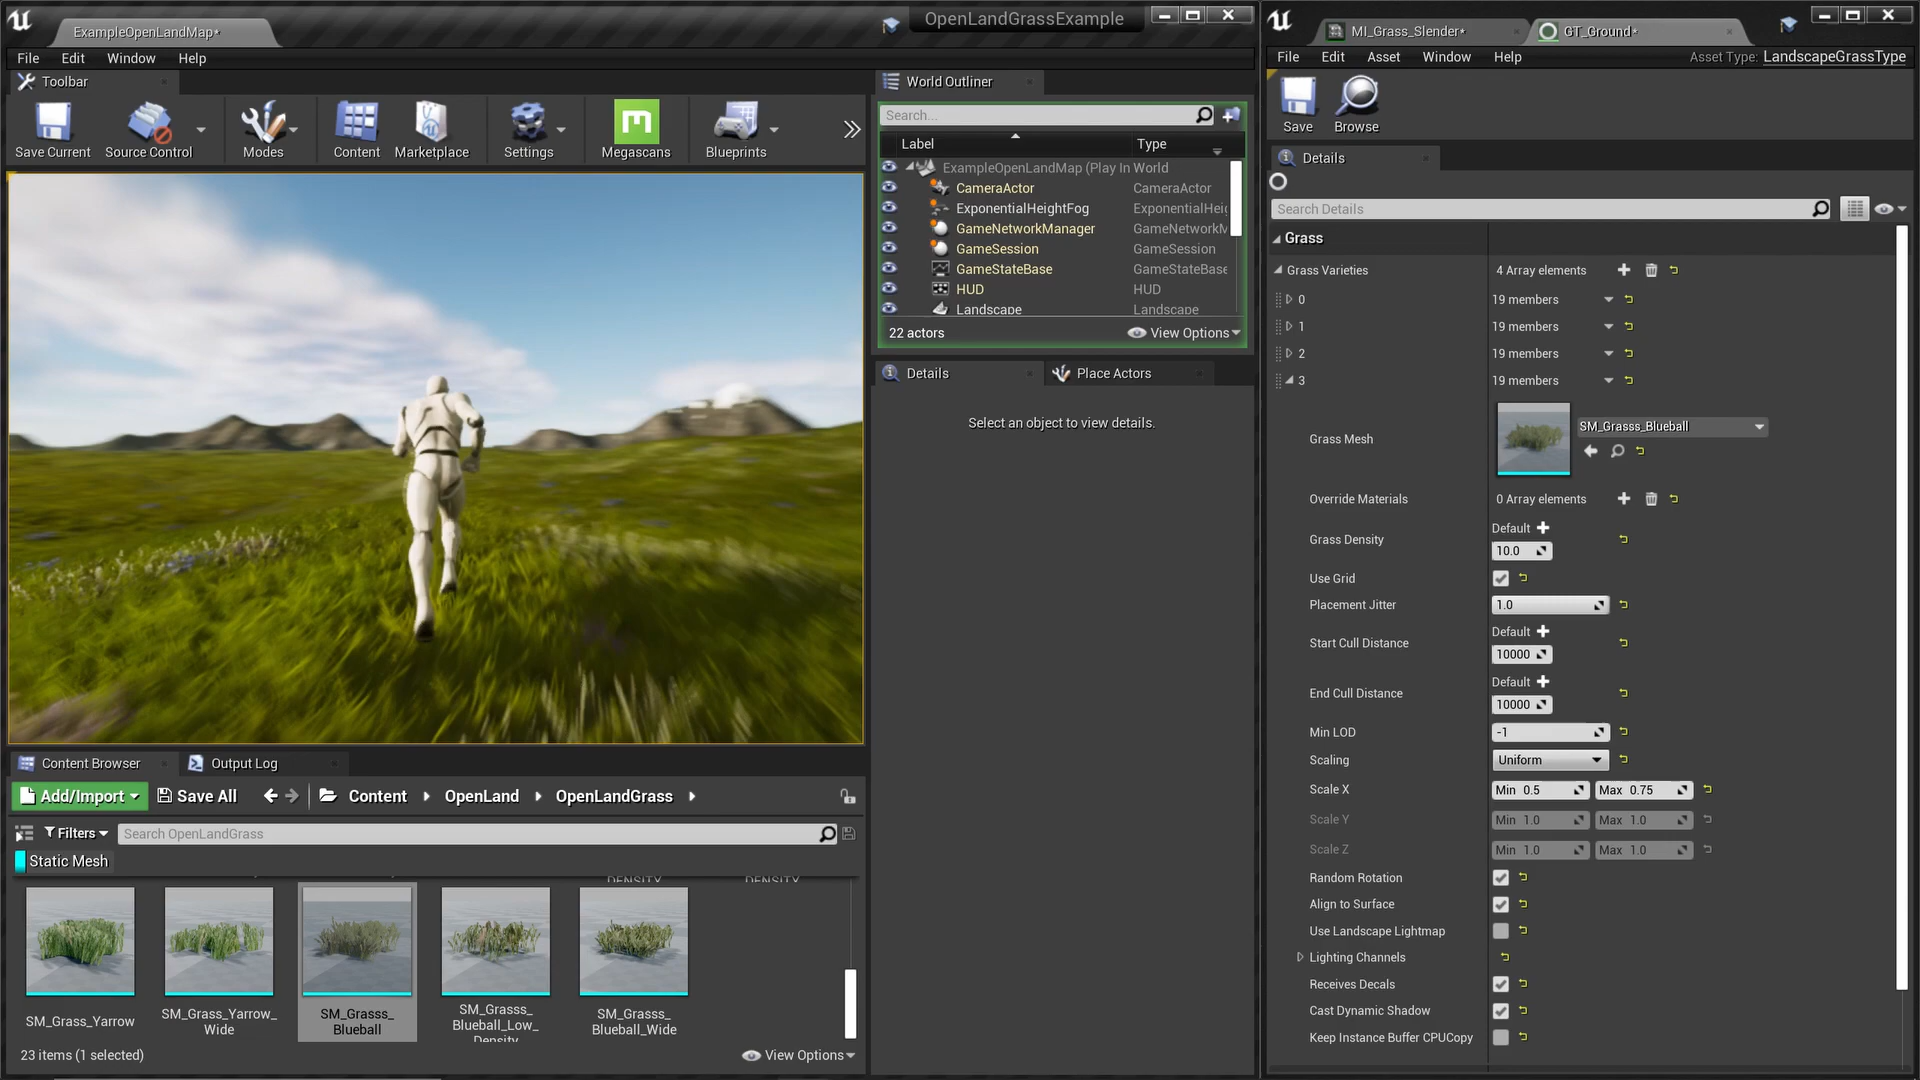 ExampleOpenLandMap*
OpenLandGrassExample
File Edit Window Help
Toolbar
Save Current
Source Control
Modes
Content
Marketplace
Settings
Megascans
Blueprints
World Outliner
Search...
Label Type
ExampleOpenLandMap (Play In World
CameraActor CameraActor
ExponentialHeightFog ExponentialHeig
GameNetworkManager GameNetworkM
GameSession GameSession
GameStateBase GameStateBase
HUD HUD
Landscape Landscape
22 actors View Options
Details Place Actors
Select an object to view details.
Content Browser Output Log
Add/Import Save All Content OpenLand OpenLandGrass
Filters Search OpenLandGrass
Static Mesh
DENSITY DENSITY
SM_Grass_Yarrow
SM_Grass_Yarrow_
Wide
SM_Grasss_
Blueball
SM_Grasss_
Blueball_Low_
Density
SM_Grasss_
Blueball_Wide
23 items (1 selected) View Options
MI_Grass_Slender* GT_Ground*
File Edit Asset Window Help Asset Type: LandscapeGrassType
Save Browse
Details
Search Details
Grass
Grass Varieties 4 Array elements
0 19 members
1 19 members
2 19 members
3 19 members
Grass Mesh SM_Grasss_Blueball
Override Materials 0 Array elements
Default
Grass Density
10.0
Use Grid
Placement Jitter 1.0
Default
Start Cull Distance
10000
Default
End Cull Distance
10000
Min LOD -1
Scaling Uniform
Scale X Min 0.5 Max 0.75
Scale Y Min 1.0 Max 1.0
Scale Z Min 1.0 Max 1.0
Random Rotation
Align to Surface
Use Landscape Lightmap
Lighting Channels
Receives Decals
Cast Dynamic Shadow
Keep Instance Buffer CPUCopy